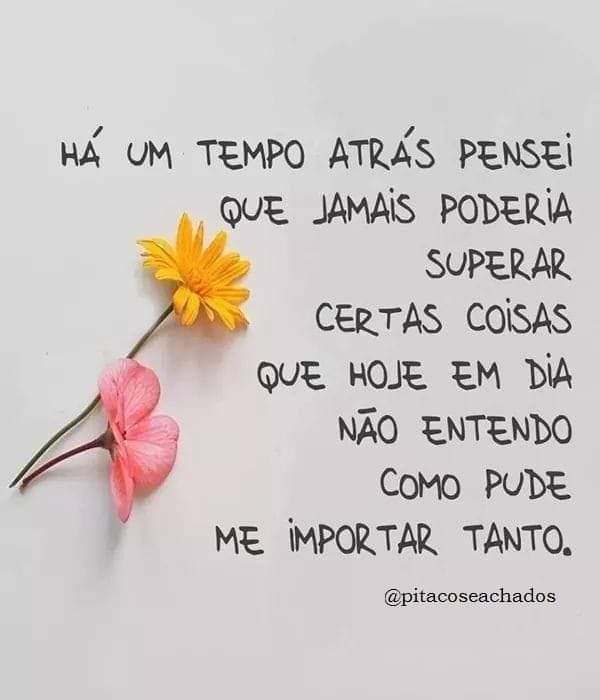 HÁ UM TEMPO ATRÁS PENSEI
QUE JAMAIS PODERIA
SUPERAR
CERTAS COISAS
QUE HOJE EM DIA
NÃO ENTENDO
COMO PUDE
ME IMPORTAR TANTO.
@pitacoseachados